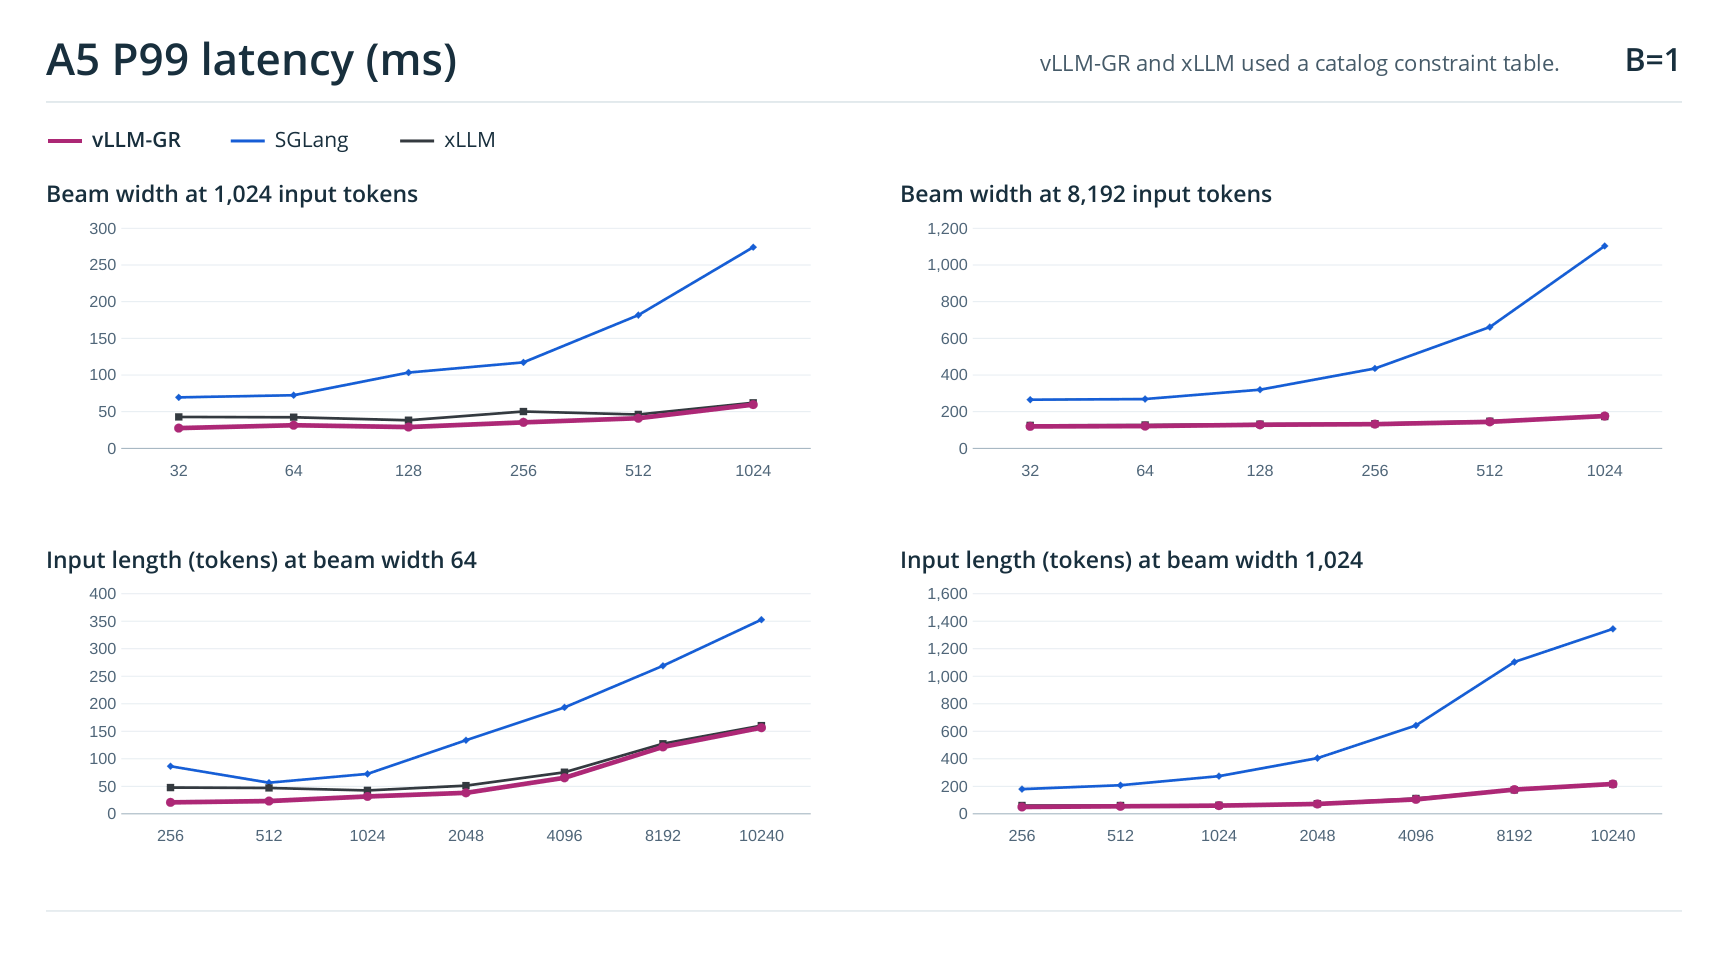 A5 P99 latency (ms)
vLLM-GR and xLLM used a catalog constraint table.
B=1
vLLM-GR
SGLang
xLLM
Beam width at 1,024 input tokens
300
250
200
150
100
50
0
32 64 128 256 512 1024
Beam width at 8,192 input tokens
1,200
1,000
800
600
400
200
0
32 64 128 256 512 1024
Input length (tokens) at beam width 64
400
350
300
250
200
150
100
50
0
256 512 1024 2048 4096 8192 10240
Input length (tokens) at beam width 1,024
1,600
1,400
1,200
1,000
800
600
400
200
0
256 512 1024 2048 4096 8192 10240